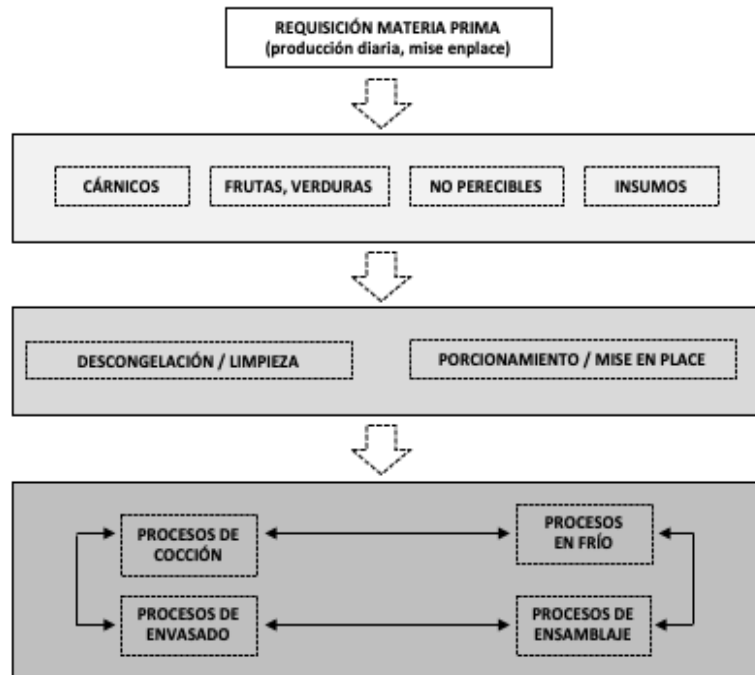 REQUISICIÓN MATERIA PRIMA
(producción diaria, mise enplace)
CÁRNICOS
FRUTAS, VERDURAS
NO PERECIBLES
INSUMOS
DESCONGELACIÓN / LIMPIEZA
PORCIONAMIENTO / MISE EN PLACE
PROCESOS DE
COCCIÓN
PROCESOS
EN FRÍO
PROCESOS DE
ENVASADO
PROCESOS DE
ENSAMBLAJE